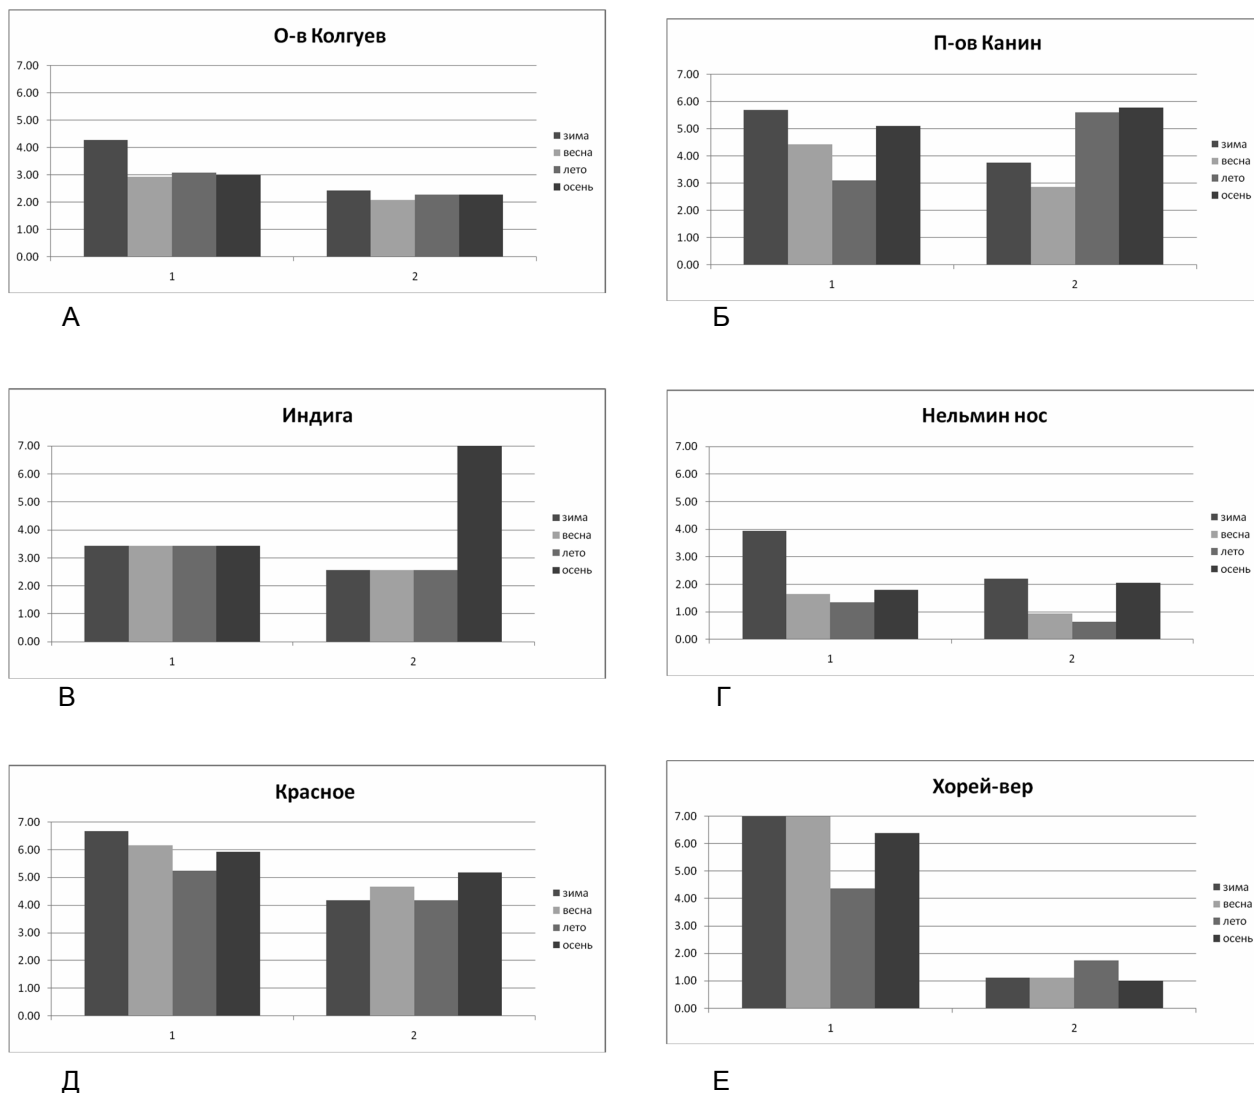 О-в Колгуев
7.00
6.00
5.00
4.00
3.00
2.00
1.00
0.00
1 2
зима
весна
лето
осень
А
П-ов Канин
7.00
6.00
5.00
4.00
3.00
2.00
1.00
0.00
1 2
зима
весна
лето
осень
Б
Индига
7.00
6.00
5.00
4.00
3.00
2.00
1.00
0.00
1 2
зима
весна
лето
осень
В
Нельмин нос
7.00
6.00
5.00
4.00
3.00
2.00
1.00
0.00
1 2
зима
весна
лето
осень
Г
Красное
7.00
6.00
5.00
4.00
3.00
2.00
1.00
0.00
1 2
зима
весна
лето
осень
Д
Хорей-вер
7.00
6.00
5.00
4.00
3.00
2.00
1.00
0.00
1 2
зима
весна
лето
осень
Е